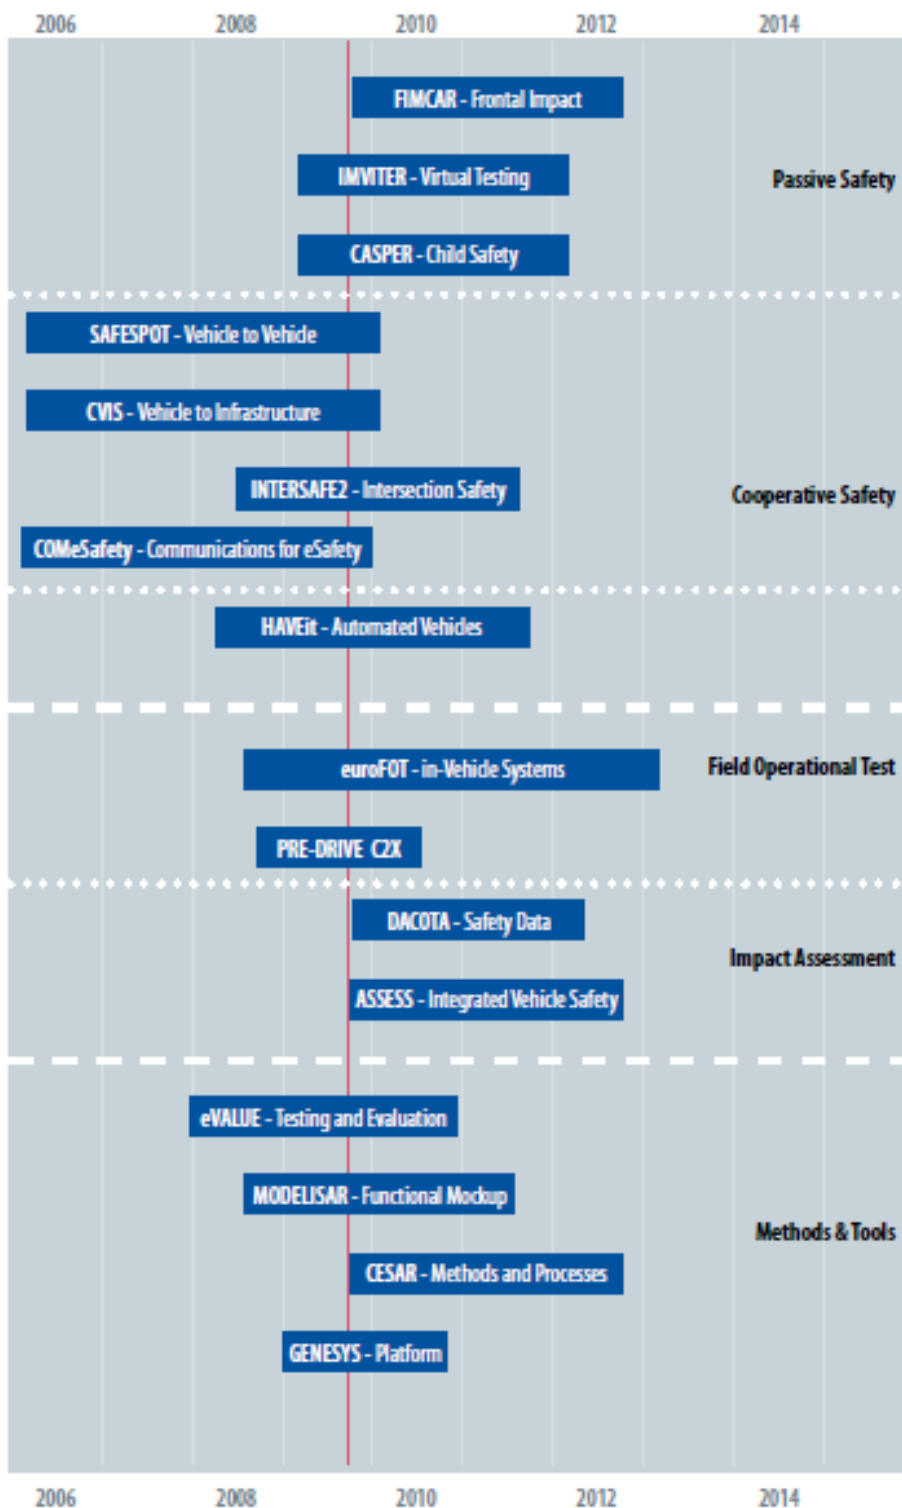 2006 2008 2010 2012 2014
FIMCAR - Frontal Impact
IMVITER - Virtual Testing
Passive Safety
CASPER - Child Safety
SAFESPOT - Vehicle to Vehicle
CVIS - Vehicle to Infrastructure
INTERSAFE2 - Intersection Safety
Cooperative Safety
COMeSafety - Communications for eSafety
HAVEit - Automated Vehicles
euroFOT - in-Vehicle Systems
Field Operational Test
PRE-DRIVE C2X
DACOTA - Safety Data
Impact Assessment
ASSESS - Integrated Vehicle Safety
eVALUE - Testing and Evaluation
MODELISAR - Functional Mockup
Methods & Tools
CESAR - Methods and Processes
GENESYS - Platform
2006 2008 2010 2012 2014